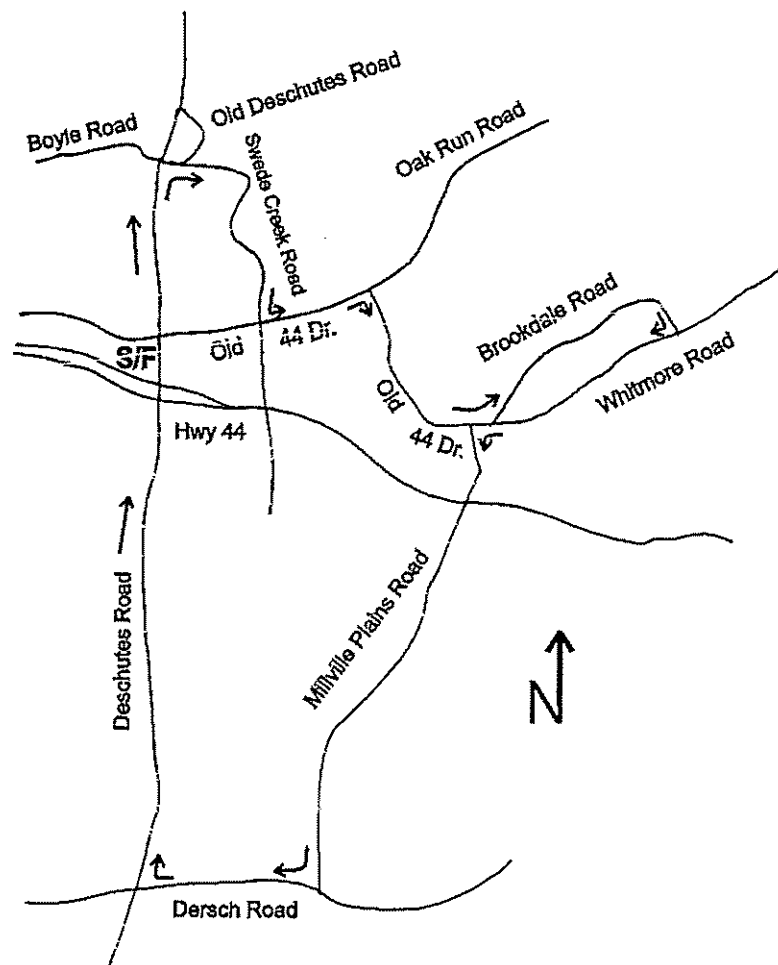 Old Deschutes Road
Boyle Road
Swede Creek Road
Oak Run Road
Brookdale Road
S/F
Old
44 Dr.
Old
44 Dr.
Whitmore Road
Hwy 44
Deschutes Road
Millville Plains Road
N
Dersch Road